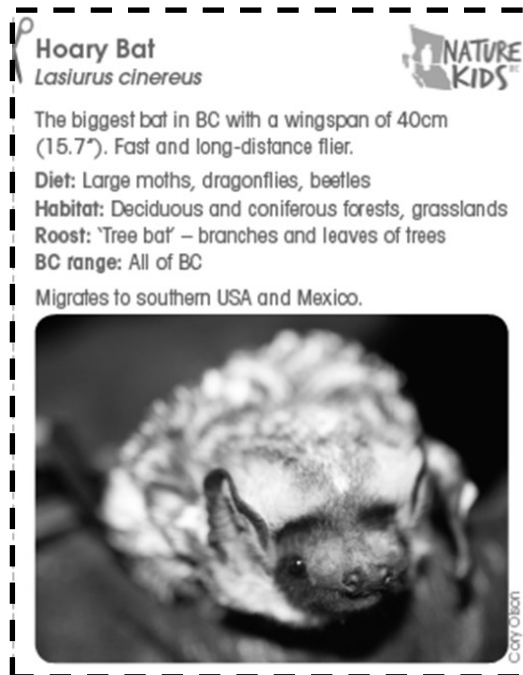 Hoary Bat
Lasiurus cinereus
NATURE
KIDS BC
The biggest bat in BC with a wingspan of 40cm
(15.7"). Fast and long-distance flier.
Diet: Large moths, dragonflies, beetles
Habitat: Deciduous and coniferous forests, grasslands
Roost: 'Tree bat' – branches and leaves of trees
BC range: All of BC
Migrates to southern USA and Mexico.
Cory Olson